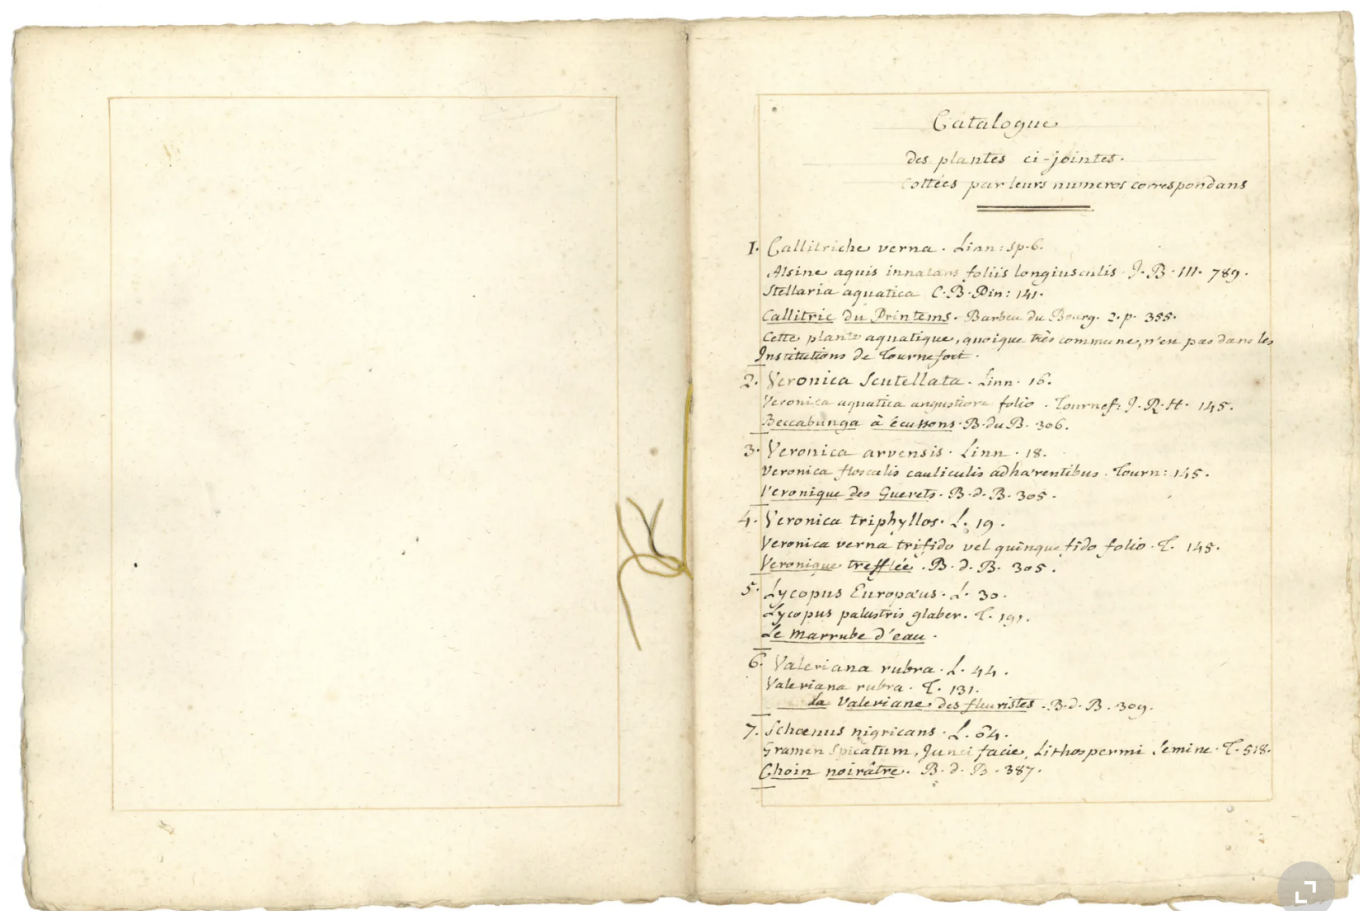 Catalogue
des plantes ci-jointes.
Cottées par leurs numeros correspondans
1. Callitriche verna. Linn: sp. 6.
Alsine aquis innatans foliis longiusculis. J. B. III. 789.
Stellaria aquatica C. B. Pin: 141.
Callitric du Printems. Barbeu du Bourg. 2. p. 355.
Cette plante aquatique, quoique très commune, n'est pas dans les
Institutions de Tournefort.
2. Veronica Scutellata. Linn. 16.
Veronica aquatica angustiore folio. Tournef: J. R. H. 145.
Beccabunga à écussons. B. du B. 306.
3. Veronica arvensis. Linn. 18.
Veronica flosculis cauliculis adhærentibus. Tourn: 145.
Veronique des Guerets. B. d. B. 305.
4. Veronica triphyllos. L. 19.
Veronica verna trifido vel quinquefido folio. T. 145.
Veronique trefflée. B. d. B. 305.
5. Lycopus Europæus. L. 30.
Lycopus palustris glaber. T. 191.
Le marrube d'eau.
6. Valeriana rubra. L. 44.
Valeriana rubra. T. 131.
La Valeriane des fleuristes. B. d. B. 309.
7. Schœnus nigricans. L. 64.
Gramen Spicatum, Junci facie, Lithospermi Semine. T. 518.
Choin noirâtre. B. d. B. 387.